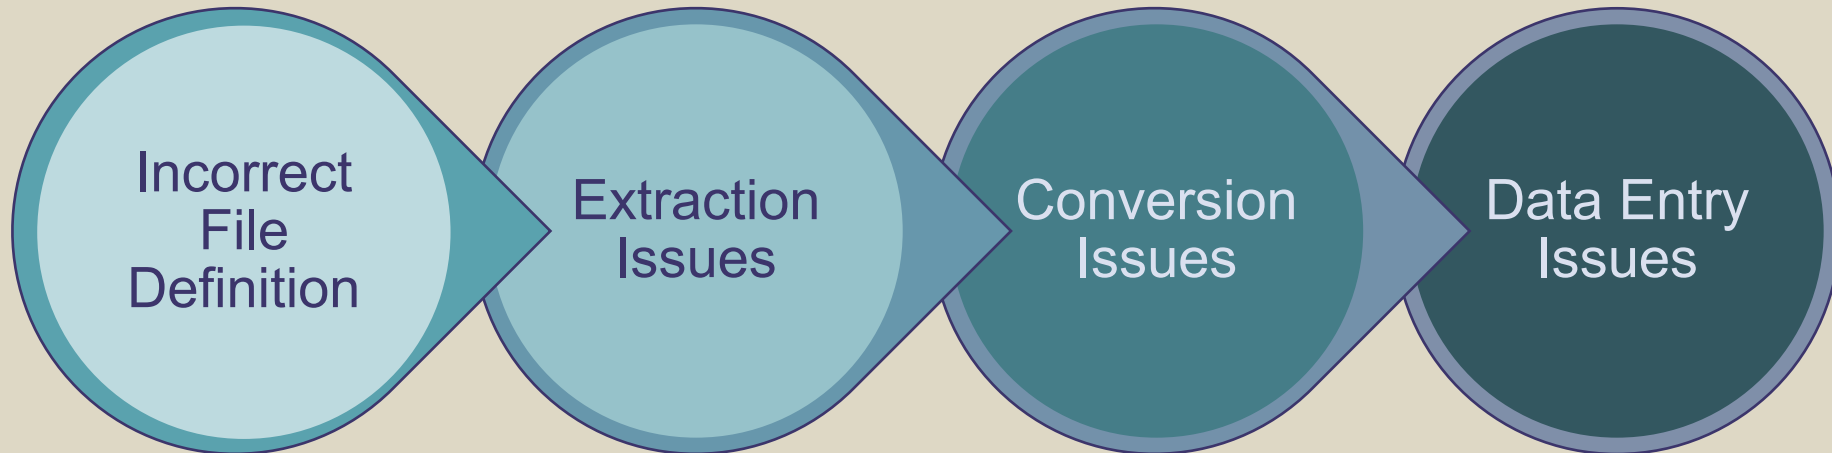 Incorrect
File
Definition
Extraction
Issues
Conversion
Issues
Data Entry
Issues